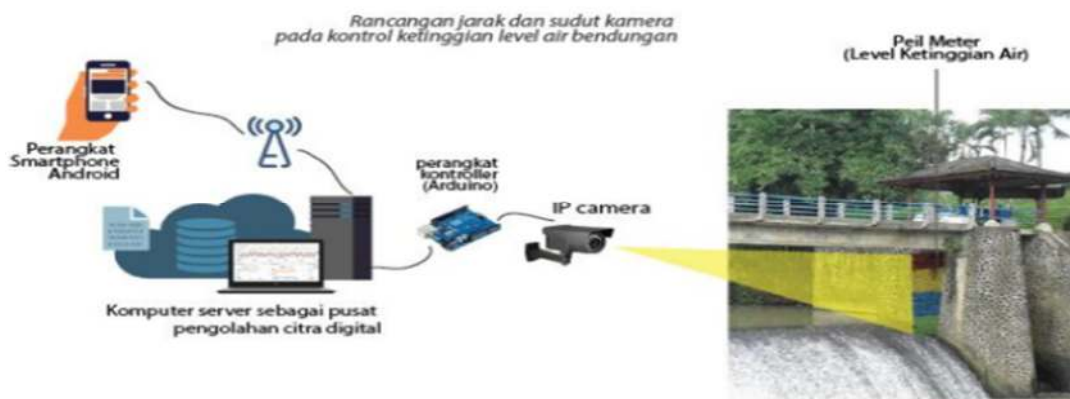 Rancangan jarak dan sudut kamera
pada kontrol ketinggian level air bendungan
Peil Meter
(Level Ketinggian Air)
Perangkat
Smartphone
Android
perangkat
kontroller
(Arduino)
IP camera
Komputer server sebagai pusat
pengolahan citra digital